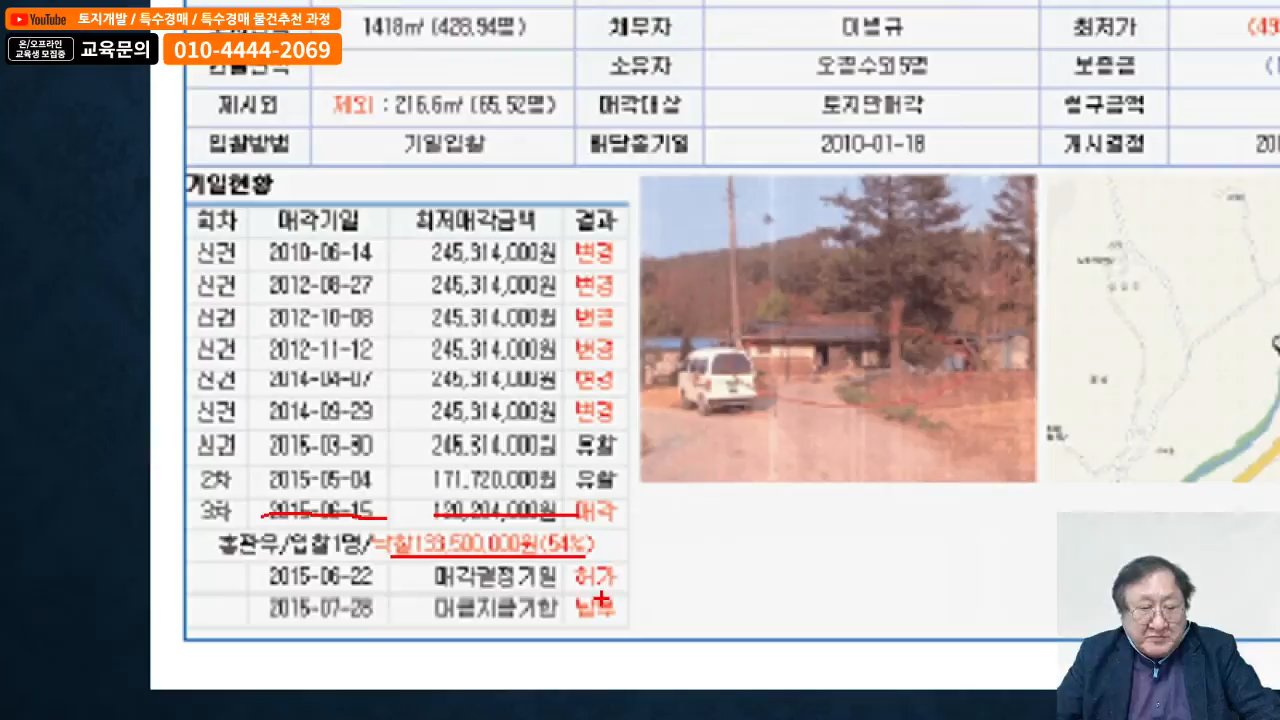 YouTube 토지개발 / 특수경매 / 특수경매 물건추천 과정
온/오프라인
교육생 모집중
교육문의 010-4444-2069
1418㎡ (428.94평) 채무자 최저가
소유자 보증금
제시외 제외 : 216.6㎡ (65.52평) 매각대상 토지만매각 청구금액
입찰방법 기일입찰 배당종기일 2010-01-18 개시결정
기일현황
회차 매각기일 최저매각금액 결과
신건 2010-06-14 245,314,000원 변경
신건 2012-08-27 245,314,000원 변경
신건 2012-10-08 245,314,000원 변경
신건 2012-11-12 245,314,000원 변경
신건 2014-04-07 245,314,000원 변경
신건 2014-09-29 245,314,000원 변경
신건 2015-03-30 245,314,000원 유찰
2차 2015-05-04 171,720,000원 유찰
3차 2015-06-15 120,204,000원 매각
/입찰1명/낙찰133,500,000원(54%)
2015-06-22 매각결정기일 허가
2015-07-28 대금지급기한 납부